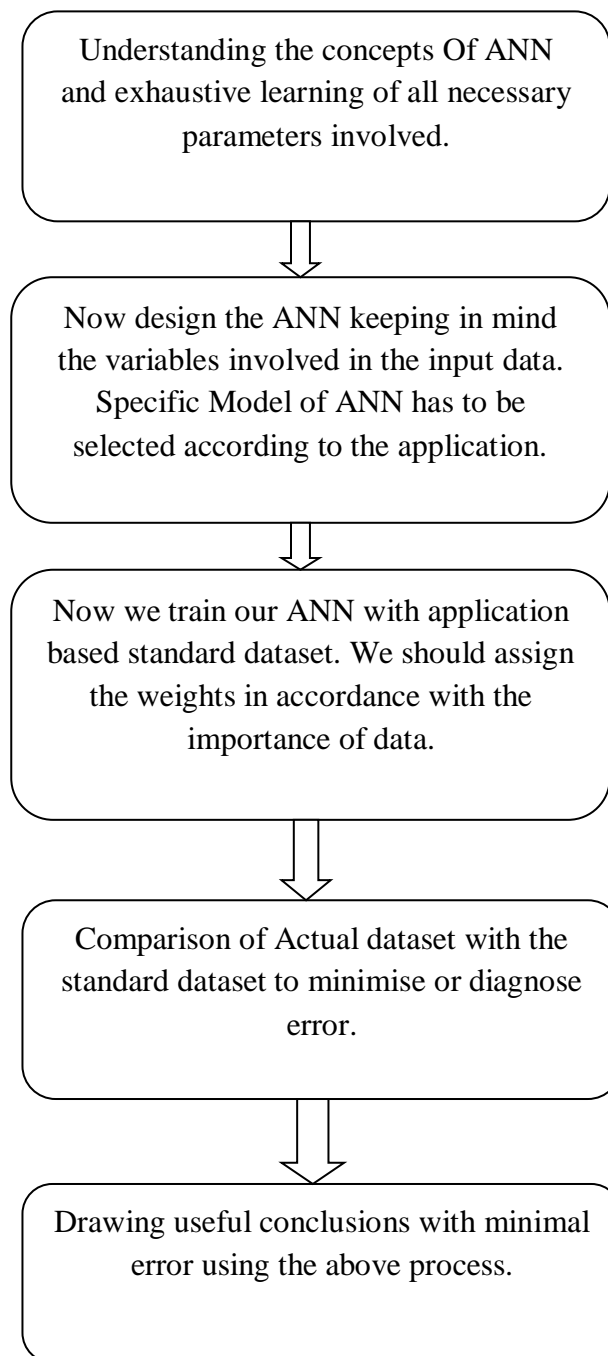 Understanding the concepts Of ANN
and exhaustive learning of all necessary
parameters involved.
Now design the ANN keeping in mind
the variables involved in the input data.
Specific Model of ANN has to be
selected according to the application.
Now we train our ANN with application
based standard dataset. We should assign
the weights in accordance with the
importance of data.
Comparison of Actual dataset with the
standard dataset to minimise or diagnose
error.
Drawing useful conclusions with minimal
error using the above process.